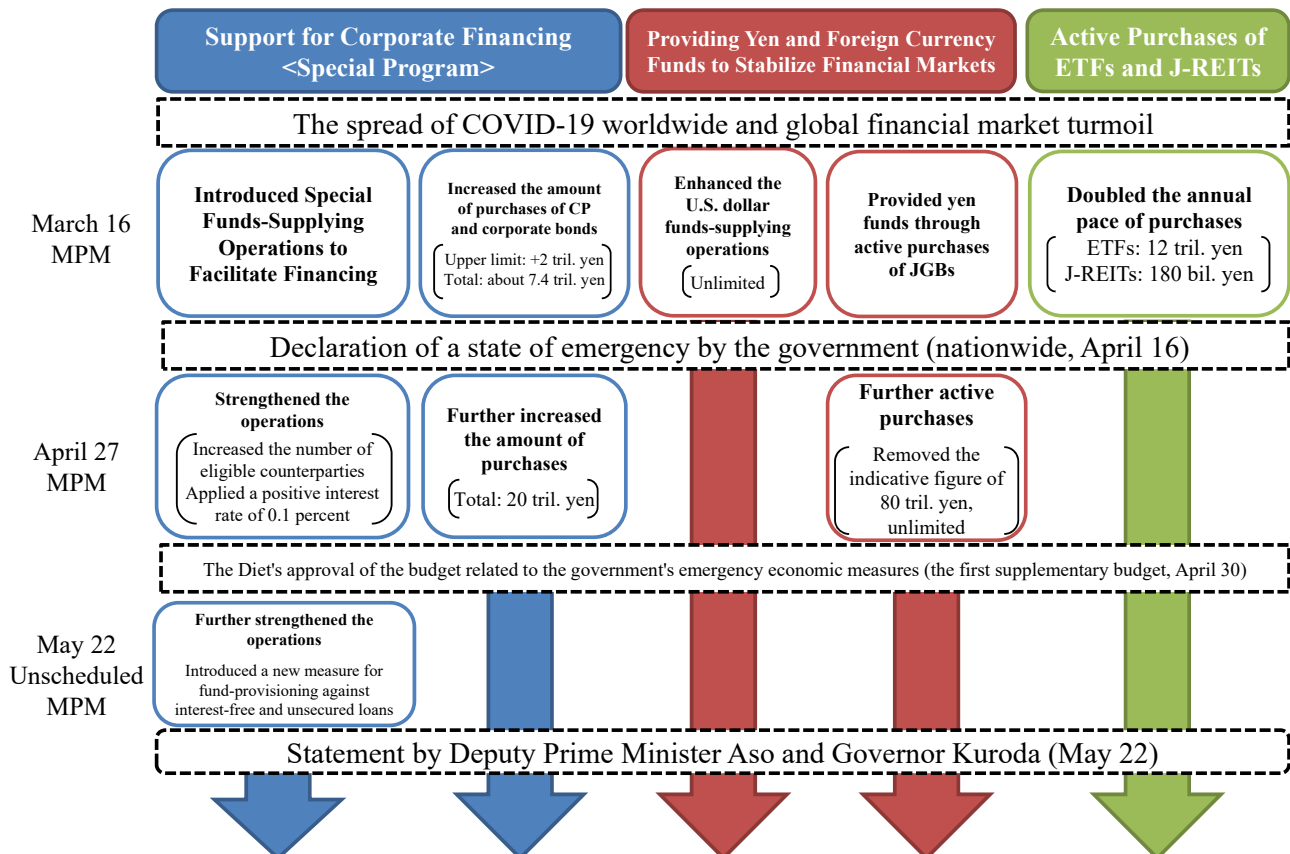 Support for Corporate Financing
<Special Program>
Providing Yen and Foreign Currency
Funds to Stabilize Financial Markets
Active Purchases of
ETFs and J-REITs
The spread of COVID-19 worldwide and global financial market turmoil
March 16
MPM
Introduced Special
Funds-Supplying
Operations to
Facilitate Financing
Increased the amount
of purchases of CP
and corporate bonds
Upper limit: +2 tril. yen
Total: about 7.4 tril. yen
Enhanced the
U.S. dollar
funds-supplying
operations
Unlimited
Provided yen
funds through
active purchases
of JGBs
Doubled the annual
pace of purchases
ETFs: 12 tril. yen
J-REITs: 180 bil. yen
Declaration of a state of emergency by the government (nationwide, April 16)
April 27
MPM
Strengthened the
operations
Increased the number of
eligible counterparties
Applied a positive interest
rate of 0.1 percent
Further increased
the amount of
purchases
Total: 20 tril. yen
Further active
purchases
Removed the
indicative figure of
80 tril. yen,
unlimited
The Diet's approval of the budget related to the government's emergency economic measures (the first supplementary budget, April 30)
May 22
Unscheduled
MPM
Further strengthened the
operations
Introduced a new measure for
fund-provisioning against
interest-free and unsecured loans
Statement by Deputy Prime Minister Aso and Governor Kuroda (May 22)